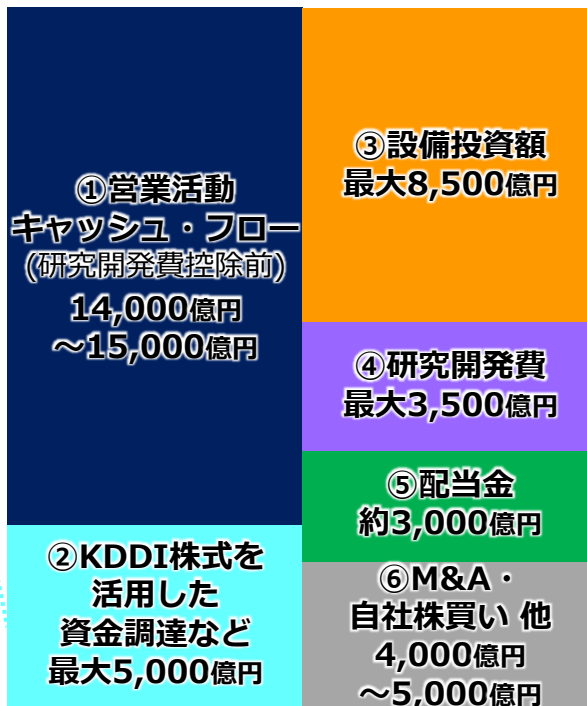 ①営業活動
キャッシュ・フロー
(研究開発費控除前)
14,000億円
～15,000億円
②KDDI株式を
活用した
資金調達など
最大5,000億円
③設備投資額
最大8,500億円
④研究開発費
最大3,500億円
⑤配当金
約3,000億円
⑥M&A・
自社株買い 他
4,000億円
～5,000億円